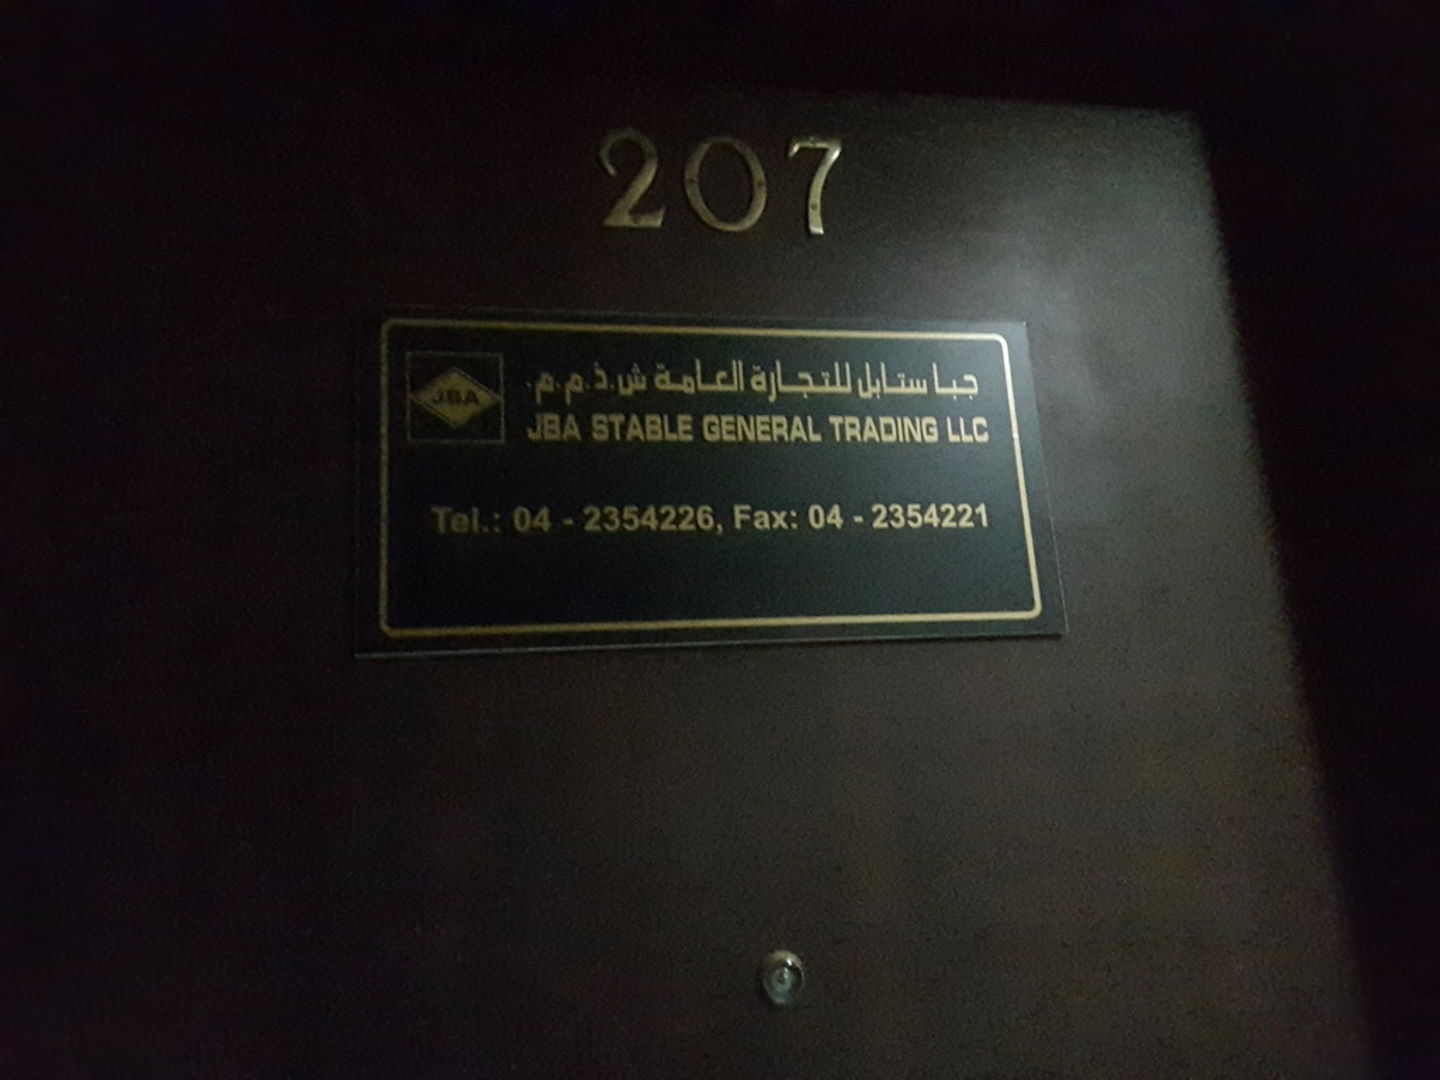 207
JBA
جبا ستابل للتجارة العامة ش.ذ.م.م.
JBA STABLE GENERAL TRADING LLC
Tel.: 04 - 2354226, Fax: 04 - 2354221